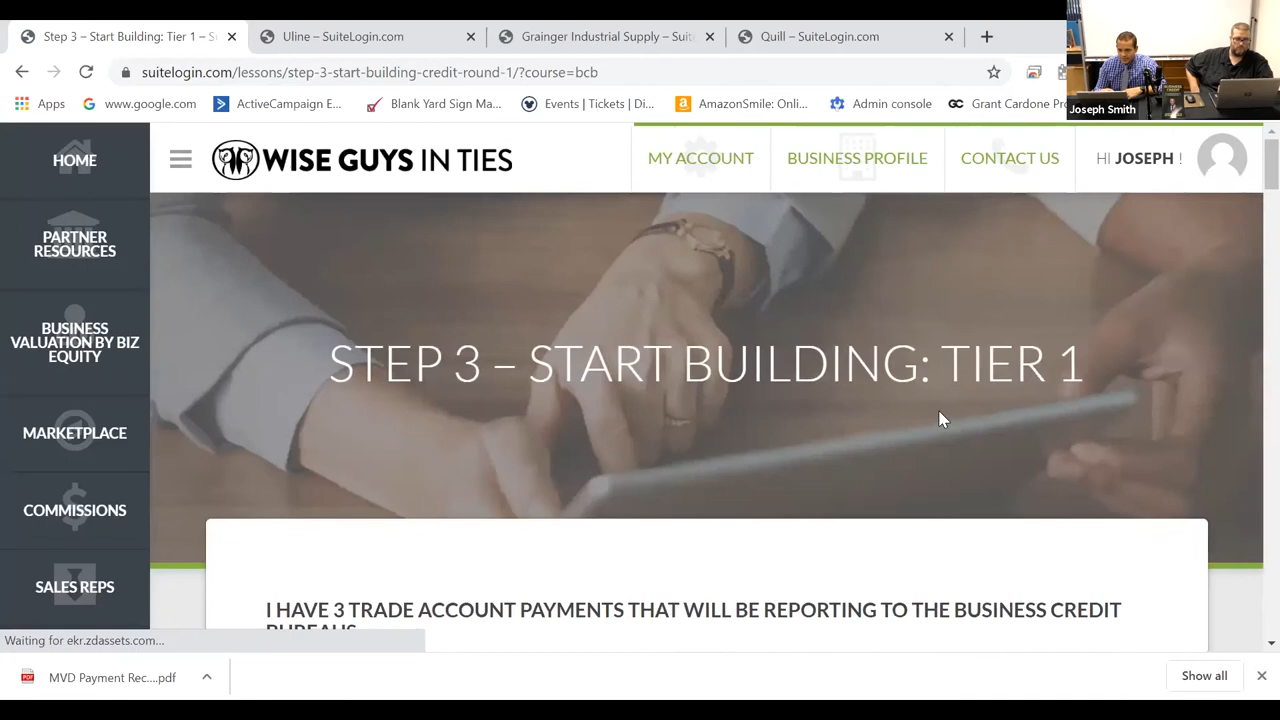 Step 3 – Start Building: Tier 1 – S
Uline – SuiteLogin.com
Grainger Industrial Supply – Suite
Quill – SuiteLogin.com
suitelogin.com/lessons/step-3-start-building-credit-round-1/?course=bcb
Apps
www.google.com
ActiveCampaign E...
Blank Yard Sign Ma...
Events | Tickets | Di...
AmazonSmile: Onli...
Admin console
GC
Grant Cardone Pr
Joseph Smith
HOME
WISE GUYS IN TIES
MY ACCOUNT
BUSINESS PROFILE
CONTACT US
HI JOSEPH !
PARTNER
RESOURCES
BUSINESS
VALUATION BY BIZ
EQUITY
MARKETPLACE
COMMISSIONS
SALES REPS
STEP 3 – START BUILDING: TIER 1
I HAVE 3 TRADE ACCOUNT PAYMENTS THAT WILL BE REPORTING TO THE BUSINESS CREDIT
BUREAUS
Waiting for ekr.zdassets.com...
MVD Payment Rec....pdf
Show all